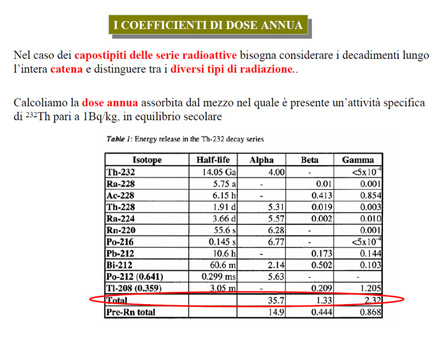 I COEFFICIENTI DI DOSE ANNUA
Nel caso dei capostipiti delle serie radioattive bisogna considerare i decadimenti lungo
l'intera catena e distinguere tra i diversi tipi di radiazione..
Calcoliamo la dose annua assorbita dal mezzo nel quale è presente un'attività specifica
di ²³²Th pari a 1Bq/kg, in equilibrio secolare
Table 1: Energy release in the Th-232 decay series
Isotope Half-life Alpha Beta Gamma
Th-232 14.05 Ga 4.00 - <5x10⁻⁴
Ra-228 5.75 a - 0.01 0.001
Ac-228 6.15 h - 0.413 0.854
Th-228 1.91 d 5.31 0.019 0.003
Ra-224 3.66 d 5.57 0.002 0.010
Rn-220 55.6 s 6.28 - 0.001
Po-216 0.145 s 6.77 - <5x10⁻⁴
Pb-212 10.6 h - 0.173 0.144
Bi-212 60.6 m 2.14 0.502 0.103
Po-212 (0.641) 0.299 ms 5.63 - -
Tl-208 (0.359) 3.05 m - 0.209 1.205
Total 35.7 1.33 2.32
Pre-Rn total 14.9 0.444 0.868